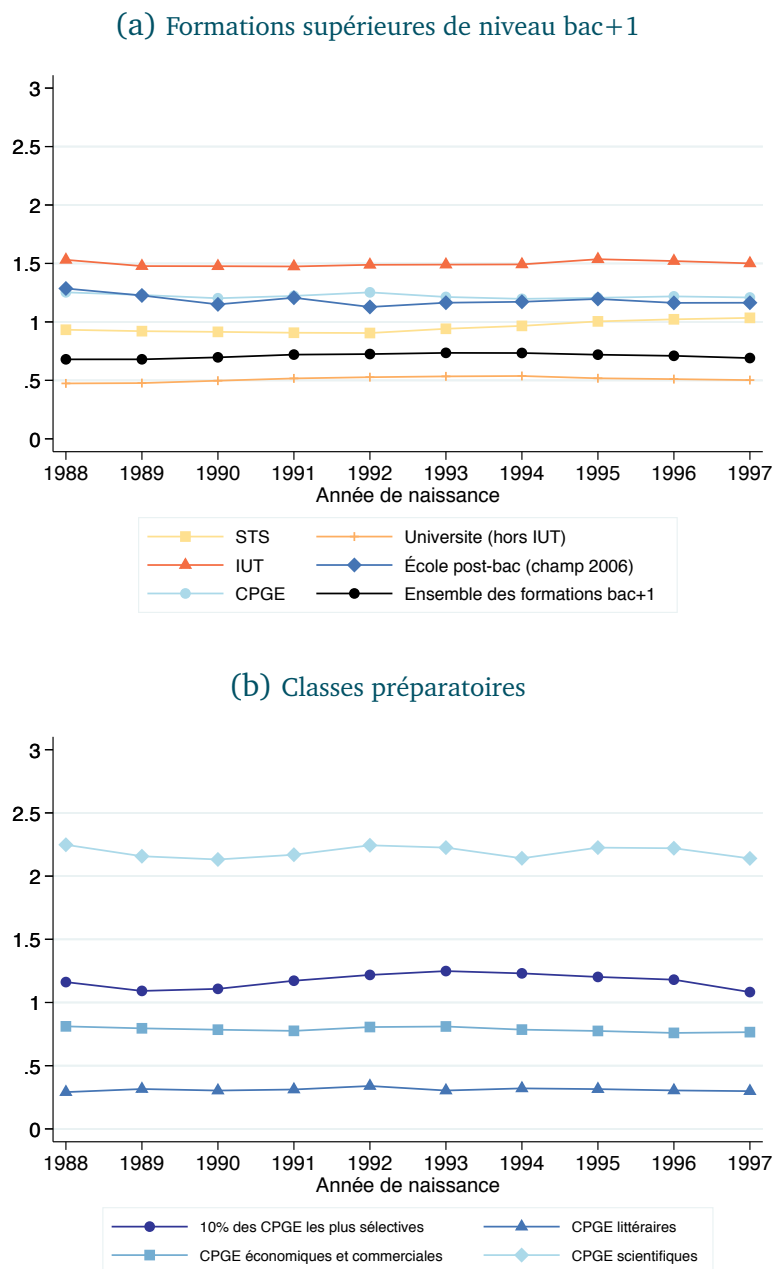 (a) Formations supérieures de niveau bac+1
3
2.5
2
1.5
1
.5
0
1988 1989 1990 1991 1992 1993 1994 1995 1996 1997
Année de naissance
STS Universite (hors IUT)
IUT École post-bac (champ 2006)
CPGE Ensemble des formations bac+1
(b) Classes préparatoires
3
2.5
2
1.5
1
.5
0
1988 1989 1990 1991 1992 1993 1994 1995 1996 1997
Année de naissance
10% des CPGE les plus sélectives CPGE littéraires
CPGE économiques et commerciales CPGE scientifiques